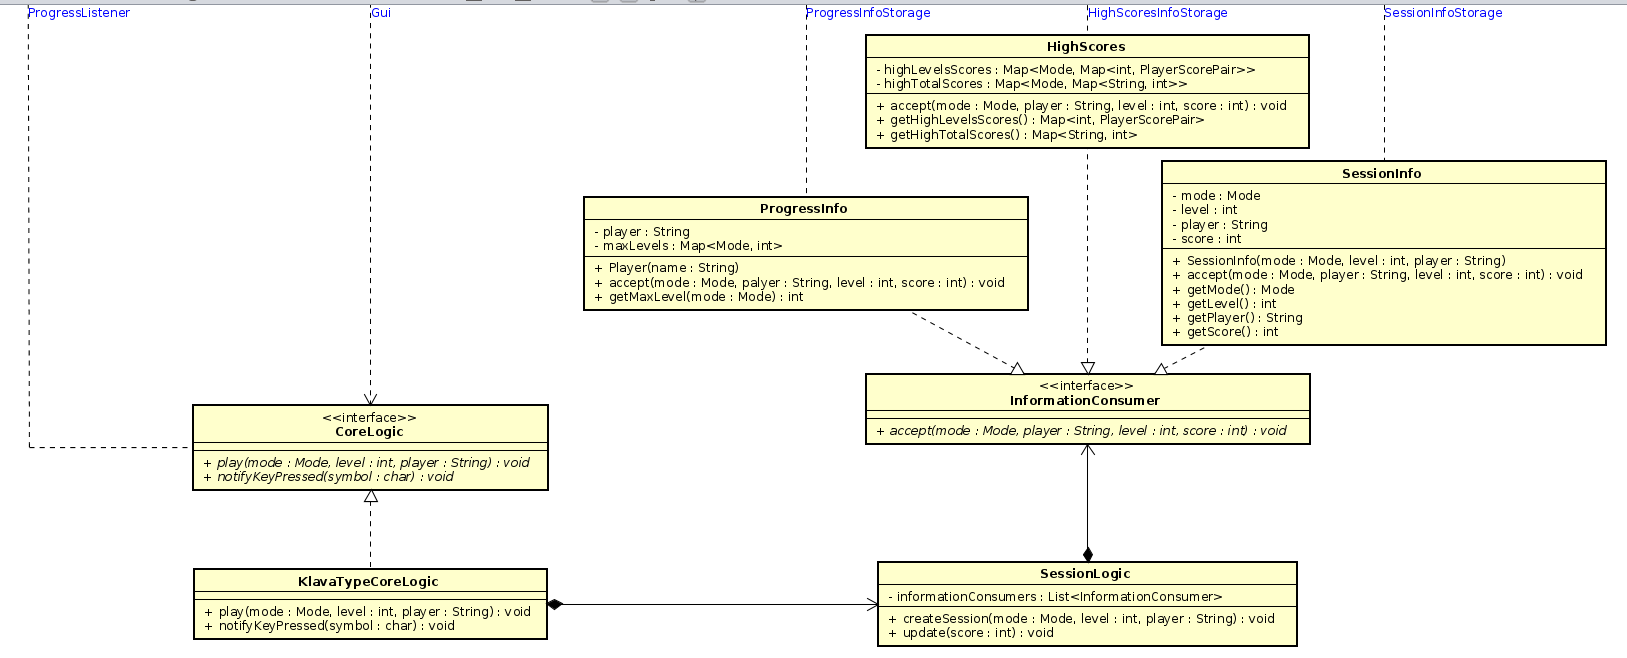 ProgressListener
Gui
ProgressInfoStorage
HighScoresInfoStorage
SessionInfoStorage
HighScores
- highLevelsScores : Map<Mode, Map<int, PlayerScorePair>>
- highTotalScores : Map<Mode, Map<String, int>>
+ accept(mode : Mode, player : String, level : int, score : int) : void
+ getHighLevelsScores() : Map<int, PlayerScorePair>
+ getHighTotalScores() : Map<String, int>
SessionInfo
- mode : Mode
- level : int
- player : String
- score : int
+ SessionInfo(mode : Mode, level : int, player : String)
+ accept(mode : Mode, player : String, level : int, score : int) : void
+ getMode() : Mode
+ getLevel() : int
+ getPlayer() : String
+ getScore() : int
ProgressInfo
- player : String
- maxLevels : Map<Mode, int>
+ Player(name : String)
+ accept(mode : Mode, palyer : String, level : int, score : int) : void
+ getMaxLevel(mode : Mode) : int
<<interface>>
InformationConsumer
+ accept(mode : Mode, player : String, level : int, score : int) : void
<<interface>>
CoreLogic
+ play(mode : Mode, level : int, player : String) : void
+ notifyKeyPressed(symbol : char) : void
KlavaTypeCoreLogic
+ play(mode : Mode, level : int, player : String) : void
+ notifyKeyPressed(symbol : char) : void
SessionLogic
- informationConsumers : List<InformationConsumer>
+ createSession(mode : Mode, level : int, player : String) : void
+ update(score : int) : void